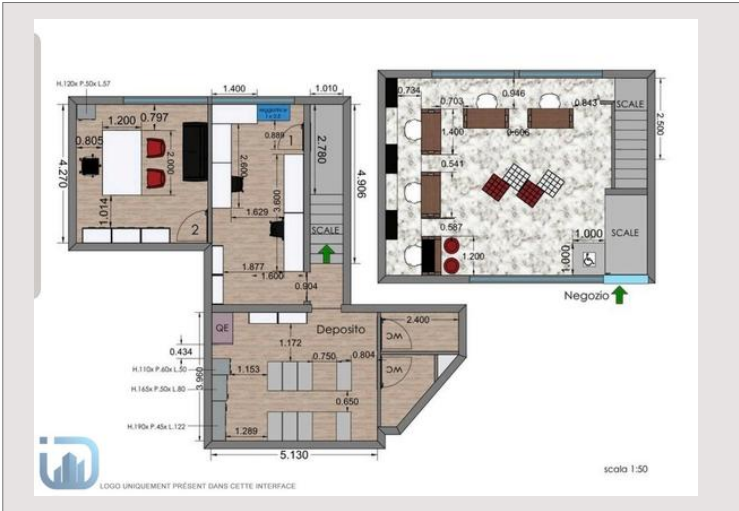 H.120x P.50x L.57
1.400
1.010
0.797
1.200
0.805
2.000
4.270
1.014
2
0.889
1
2.600
3.600
1.629
2.780
4.906
SCALE
1.877
1.600
0.904
0.734
0.703
0.946
0.843
SCALE
1.400
0.606
2.500
0.541
0.587
1.200
1.000
1.000
SCALE
Negozio
QE
Deposito
2.400
WC
WC
0.434
1.172
0.750
0.804
1.153
H.110x P.60x L.50
3.960
H.165x P.50x L.80
0.650
H.190x P.45x L.122
1.289
5.130
scala 1:50
LOGO UNIQUEMENT PRÉSENT DANS CETTE INTERFACE